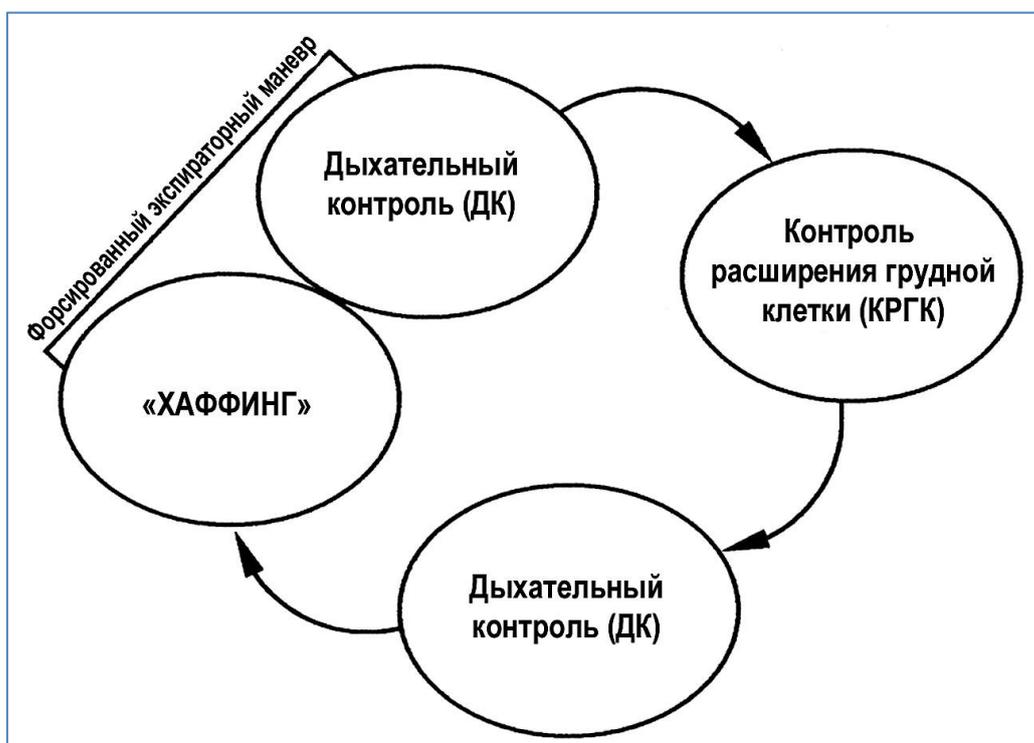 Форсированный экспираторный маневр
Дыхательный
контроль (ДК)
Контроль
расширения грудной
клетки (КРГК)
«ХАФФИНГ»
Дыхательный
контроль (ДК)